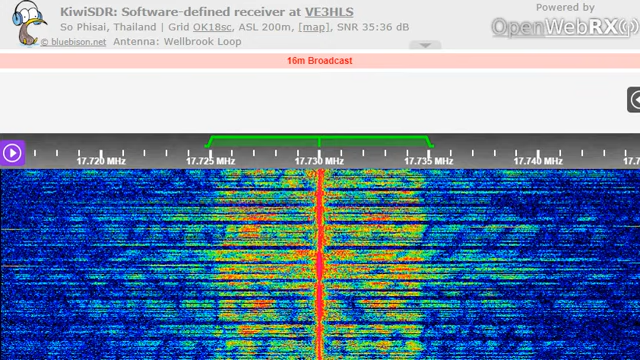 KiwiSDR: Software-defined receiver at VE3HLS
So Phisai, Thailand | Grid OK18sc, ASL 200m, [map], SNR 35:36 dB
© bluebison.net Antenna: Wellbrook Loop
Powered by
OpenWebRX
16m Broadcast
17.720 MHz 17.725 MHz 17.730 MHz 17.735 MHz 17.740 MHz 17.7